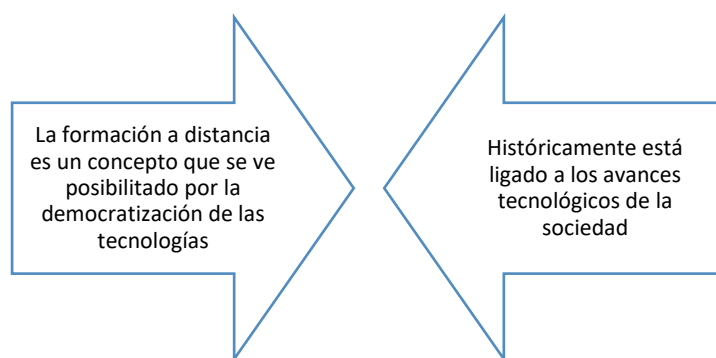 La formación a distancia
es un concepto que se ve
posibilitado por la
democratización de las
tecnologías
Históricamente está
ligado a los avances
tecnológicos de la
sociedad